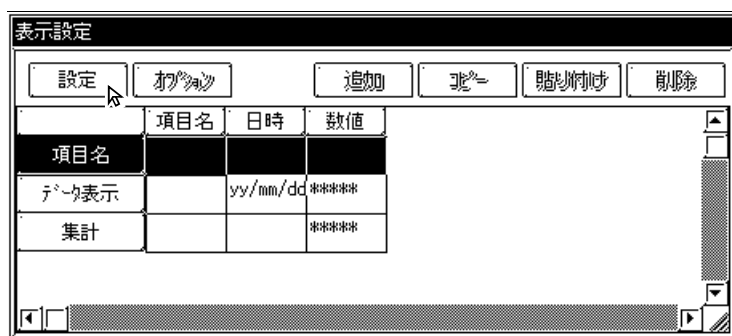 表示設定
設定 ｵﾌﾟｼｮﾝ 追加 ｺﾋﾟｰ 貼り付け 削除
項目名 日時 数値
項目名
ﾃﾞｰﾀ表示 yy/mm/dd *****
集計 *****